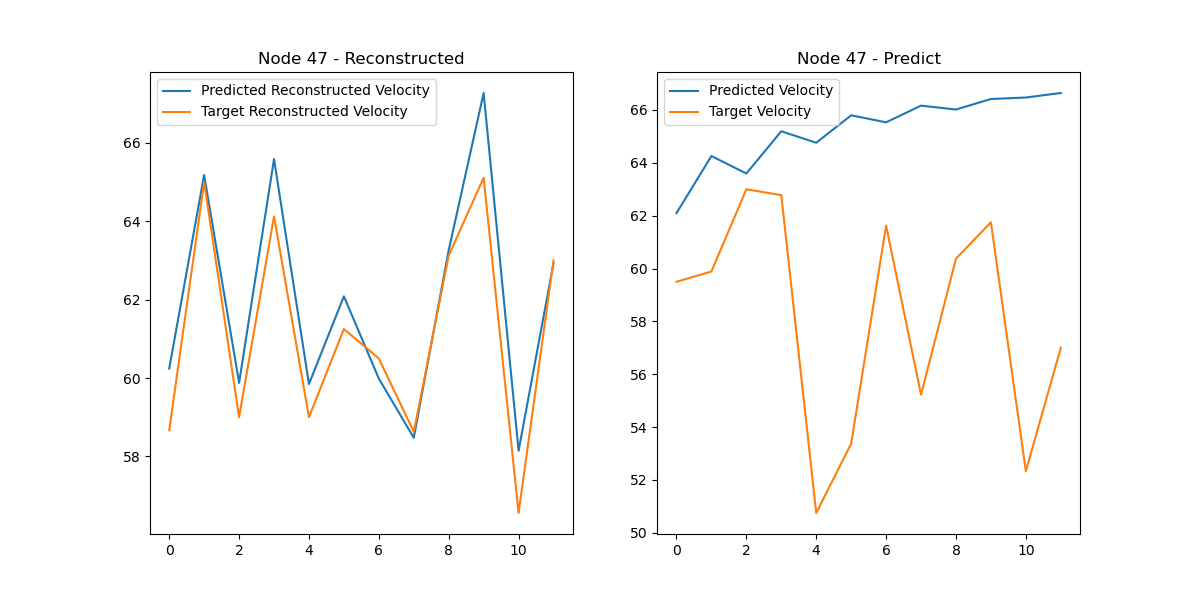 Node 47 - Reconstructed
Predicted Reconstructed Velocity
Target Reconstructed Velocity
66
64
62
60
58
0 2 4 6 8 10
Node 47 - Predict
Predicted Velocity
Target Velocity
66
64
62
60
58
56
54
52
50
0 2 4 6 8 10